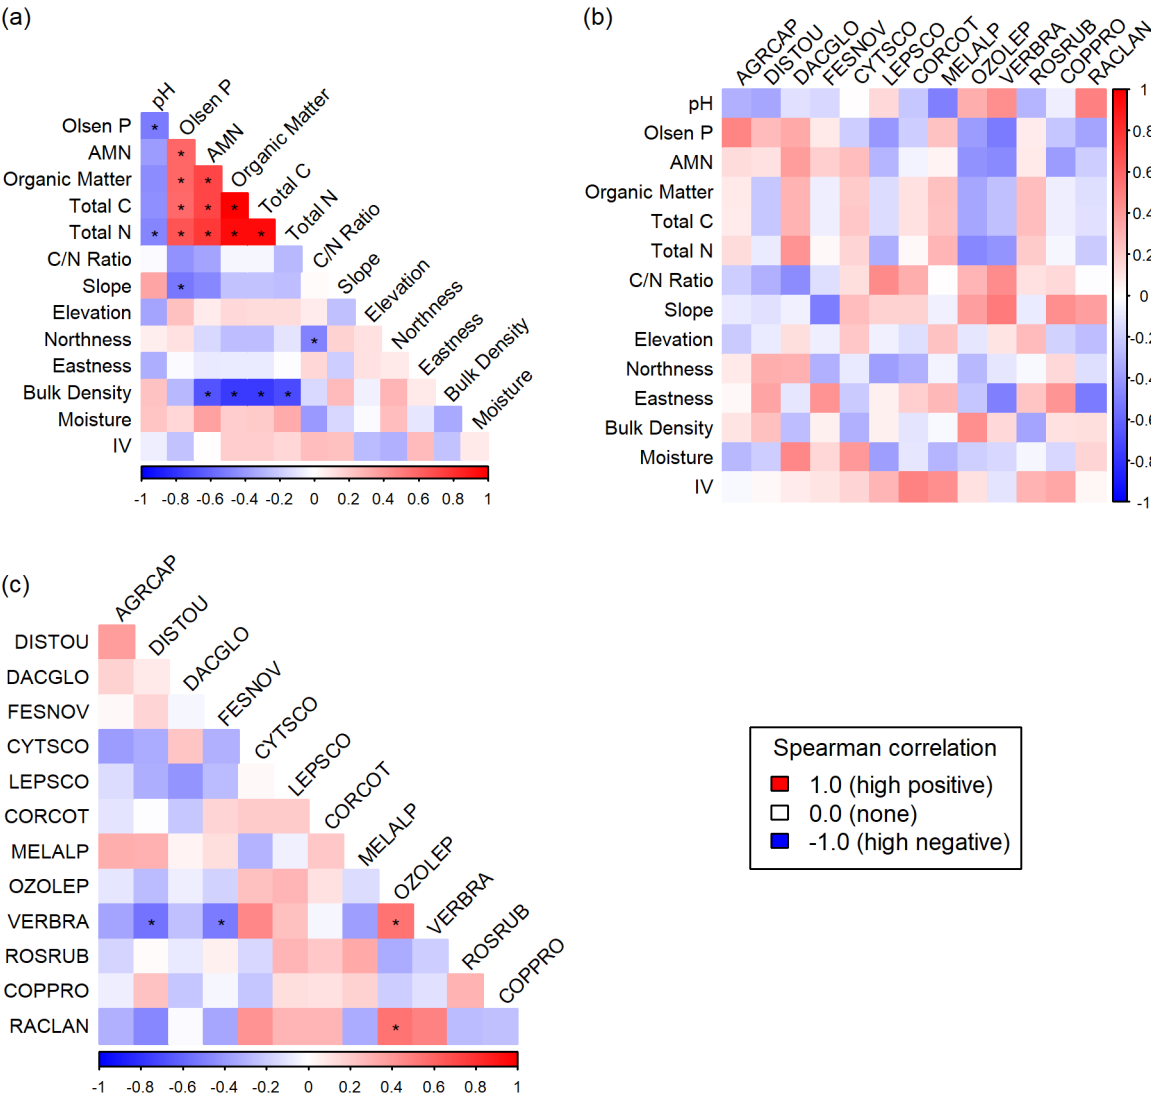 (a)
pH
Olsen P
AMN
Organic Matter
Total C
Total N
C/N Ratio
Slope
Elevation
Northness
Eastness
Bulk Density
Moisture
Olsen P *
AMN *
Organic Matter * *
Total C * * *
Total N * * * * *
C/N Ratio
Slope *
Elevation
Northness *
Eastness
Bulk Density * * * *
Moisture
IV
-1 -0.8 -0.6 -0.4 -0.2 0 0.2 0.4 0.6 0.8 1
(b)
AGRCAP
DISTOU
DACGLO
FESNOV
CYTSCO
LEPSCO
CORCOT
MELALP
OZOLEP
VERBRA
ROSRUB
COPPRO
RACLAN
pH
Olsen P
AMN
Organic Matter
Total C
Total N
C/N Ratio
Slope
Elevation
Northness
Eastness
Bulk Density
Moisture
IV
1
0.8
0.6
0.4
0.2
0
-0.2
-0.4
-0.6
-0.8
-1
(c)
AGRCAP
DISTOU
DACGLO
FESNOV
CYTSCO
LEPSCO
CORCOT
MELALP
OZOLEP
VERBRA
ROSRUB
COPPRO
DISTOU
DACGLO
FESNOV
CYTSCO
LEPSCO
CORCOT
MELALP
OZOLEP
VERBRA * * *
ROSRUB
COPPRO
RACLAN *
-1 -0.8 -0.6 -0.4 -0.2 0 0.2 0.4 0.6 0.8 1
Spearman correlation
1.0 (high positive)
0.0 (none)
-1.0 (high negative)